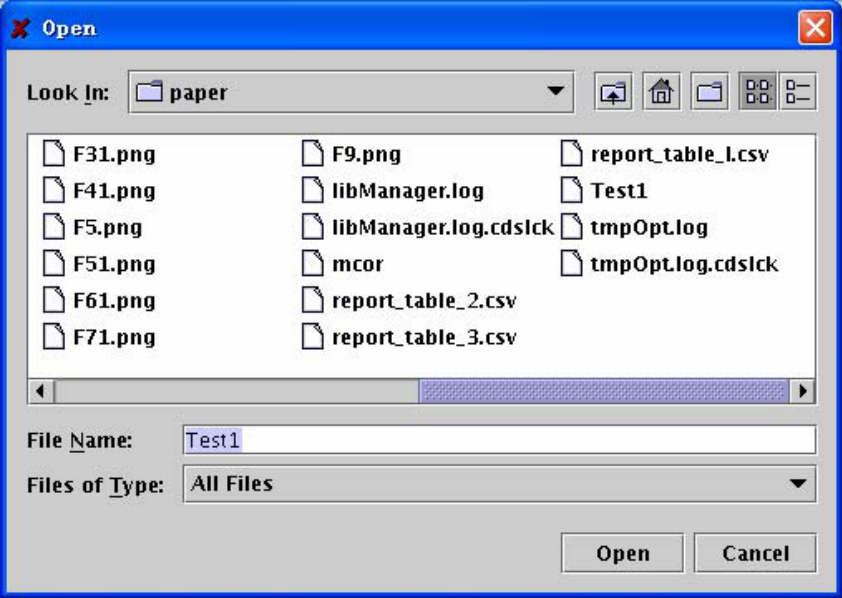 Open
Look In: paper
F31.png
F41.png
F5.png
F51.png
F61.png
F71.png
F9.png
libManager.log
libManager.log.cdslck
mcor
report_table_2.csv
report_table_3.csv
report_table_l.csv
Test1
tmpOpt.log
tmpOpt.log.cdslck
File Name: Test1
Files of Type: All Files
Open Cancel